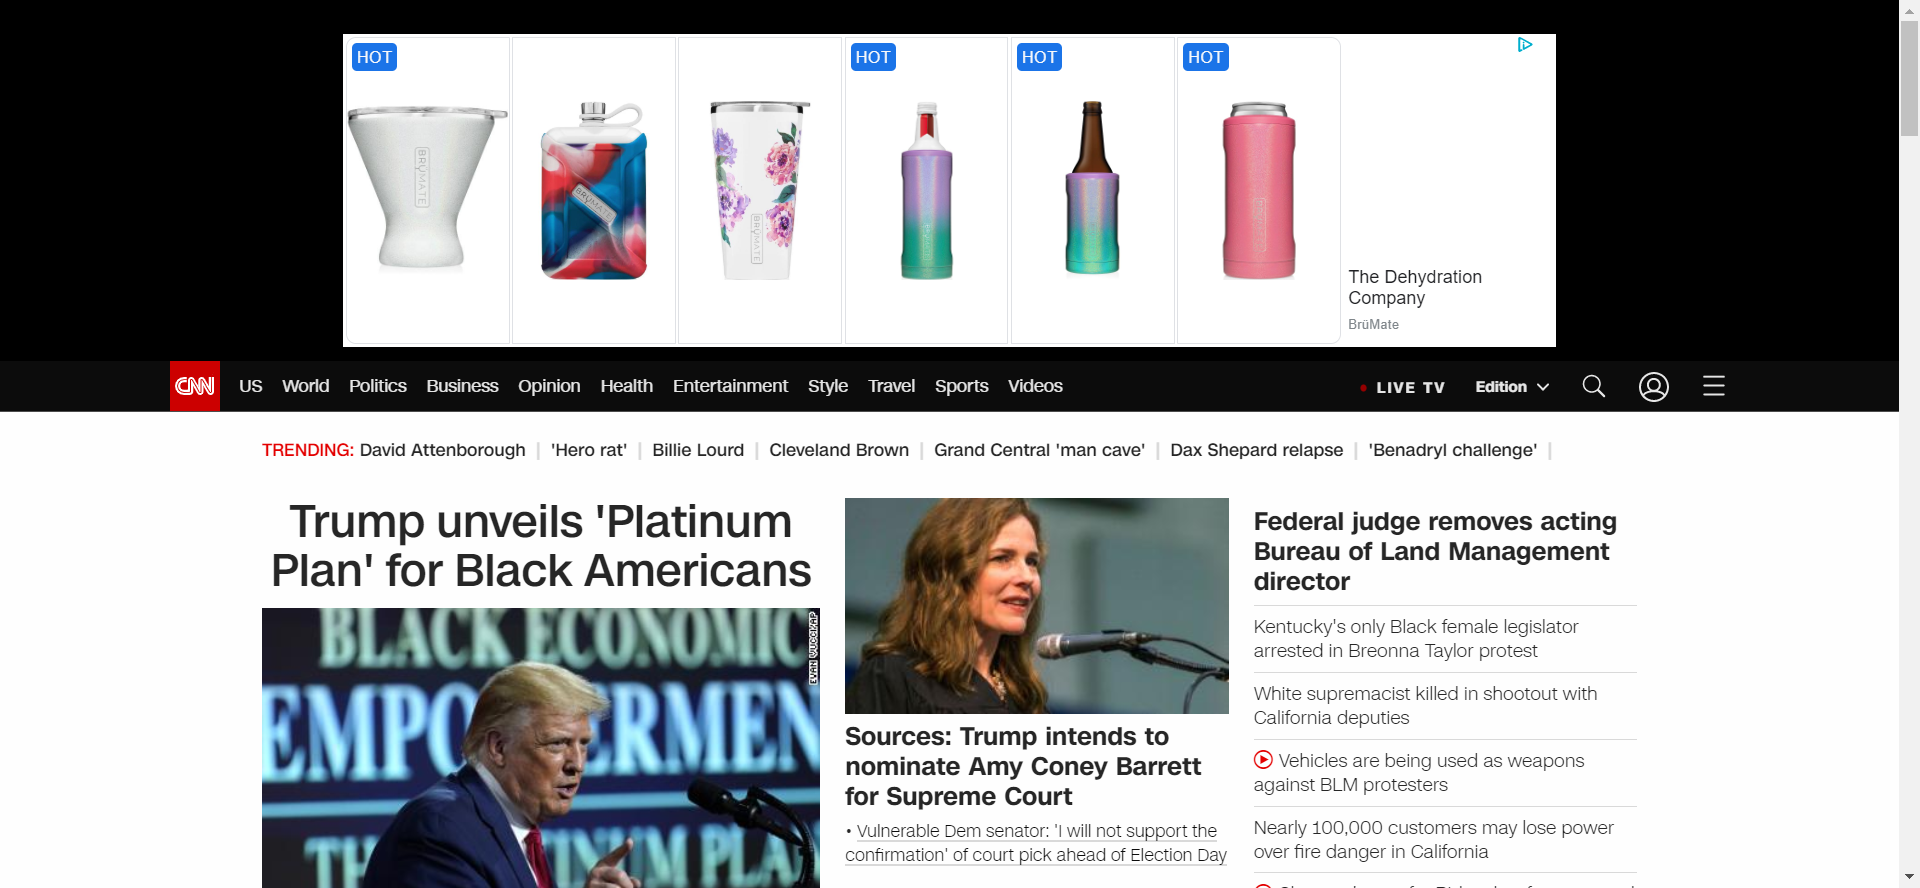 HOT
HOT
HOT
HOT
BRÜMATE
BRÜMATE
BRÜMATE
The Dehydration
Company
BrüMate
CNN
US World Politics Business Opinion Health Entertainment Style Travel Sports Videos
LIVE TV Edition
TRENDING: David Attenborough | 'Hero rat' | Billie Lourd | Cleveland Brown | Grand Central 'man cave' | Dax Shepard relapse | 'Benadryl challenge' |
Trump unveils 'Platinum
Plan' for Black Americans
BLACK ECONOMIC
EVAN VUCCI/AP
Sources: Trump intends to
nominate Amy Coney Barrett
for Supreme Court
• Vulnerable Dem senator: 'I will not support the
confirmation' of court pick ahead of Election Day
Federal judge removes acting
Bureau of Land Management
director
Kentucky's only Black female legislator
arrested in Breonna Taylor protest
White supremacist killed in shootout with
California deputies
Vehicles are being used as weapons
against BLM protesters
Nearly 100,000 customers may lose power
over fire danger in California